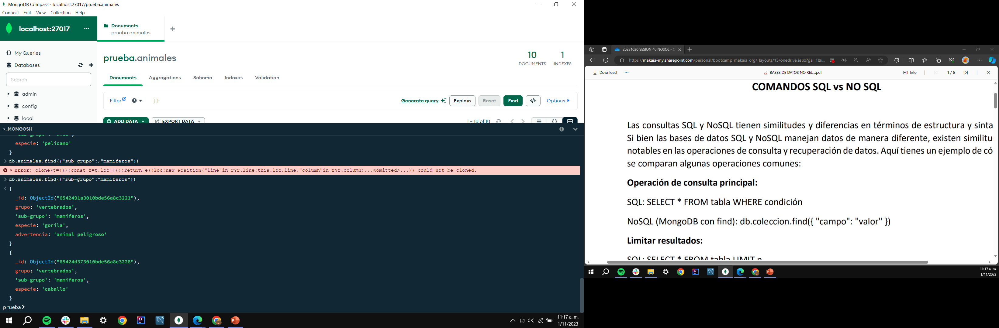 MongoDB Compass - localhost:27017/prueba.animales
Connect Edit View Collection Help
localhost:27017 ...
Documents
prueba.animales
My Queries
Databases
Search
admin
config
local
prueba.animales
10
DOCUMENTS
1
INDEXES
Documents Aggregations Schema Indexes Validation
Filter {} Generate query Explain Reset Find </> Options
ADD DATA EXPORT DATA 1 – 10 of 10 {}
>_MONGOSH
especie: 'pelicano'
}
db.animales.find({"sub-grupo":,"mamiferos"})
Error: clone(t={}){const r=t.loc||{};return e({loc:new Position("line"in r?r.line:this.loc.line,"column"in r?r.column:...<omitted>...)} could not be cloned.
db.animales.find({"sub-grupo":"mamiferos"})
{
_id: ObjectId("6542491a3010bde56a8c3221"),
grupo: 'vertebrados',
'sub-grupo': 'mamiferos',
especie: 'gorila',
advertencia: 'animal peligroso'
}
{
_id: ObjectId("65424d373010bde56a8c3228"),
grupo: 'vertebrados',
'sub-grupo': 'mamiferos',
especie: 'caballo'
}
prueba>
11:17 a. m.
1/11/2023
20231030 SESION 40 NOSQL - O
https://makaia-my.sharepoint.com/personal/bootcamp_makaia_org/_layouts/15/onedrive.aspx?ga=1&i...
Download ... BASES DE DATOS NO REL....pdf Info 1 / 6
COMANDOS SQL vs NO SQL
Las consultas SQL y NoSQL tienen similitudes y diferencias en términos de estructura y sinta
Si bien las bases de datos SQL y NoSQL manejan datos de manera diferente, existen similitu
notables en las operaciones de consulta y recuperación de datos. Aquí tienes un ejemplo de có
se comparan algunas operaciones comunes:
Operación de consulta principal:
SQL: SELECT * FROM tabla WHERE condición
NoSQL (MongoDB con find): db.coleccion.find({ "campo": "valor" })
Limitar resultados:
SQL: SELECT * FROM tabla LIMIT n
11:17 a. m.
1/11/2023